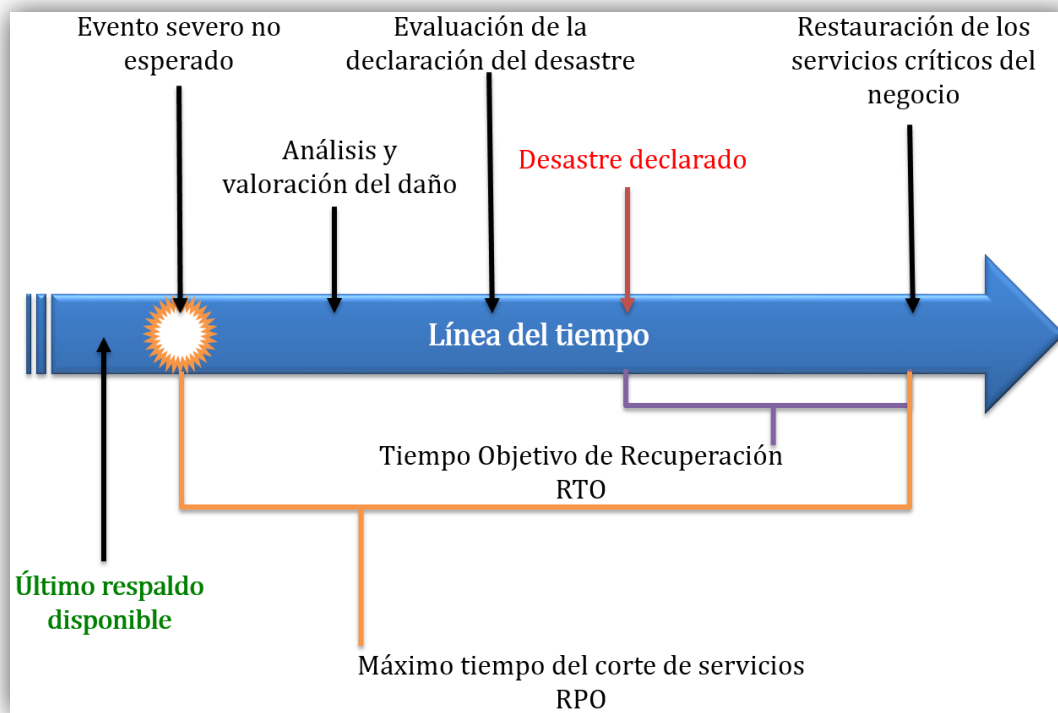 Evento severo no
esperado
Evaluación de la
declaración del desastre
Restauración de los
servicios críticos del
negocio
Análisis y
valoración del daño
Desastre declarado
Línea del tiempo
Tiempo Objetivo de Recuperación
RTO
Último respaldo
disponible
Máximo tiempo del corte de servicios
RPO